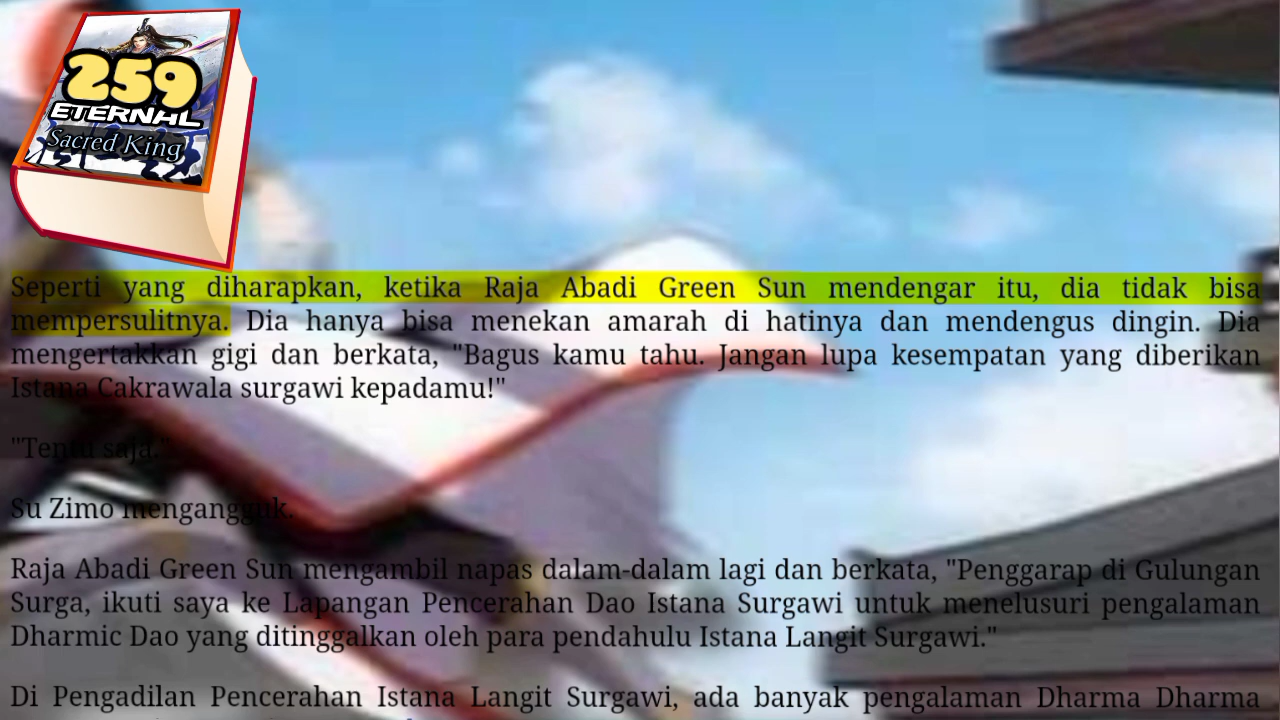 259
ETERNAL
Sacred King
Seperti yang diharapkan, ketika Raja Abadi Green Sun mendengar itu, dia tidak bisa
mempersulitnya. Dia hanya bisa menekan amarah di hatinya dan mendengus dingin. Dia
mengertakkan gigi dan berkata, "Bagus kamu tahu. Jangan lupa kesempatan yang diberikan
Istana Cakrawala surgawi kepadamu!"
"Tentu saja."
Su Zimo mengangguk.
Raja Abadi Green Sun mengambil napas dalam-dalam lagi dan berkata, "Penggarap di Gulungan
Surga, ikuti saya ke Lapangan Pencerahan Dao Istana Surgawi untuk menelusuri pengalaman
Dharmic Dao yang ditinggalkan oleh para pendahulu Istana Langit Surgawi."
Di Pengadilan Pencerahan Istana Langit Surgawi, ada banyak pengalaman Dharma Dharma